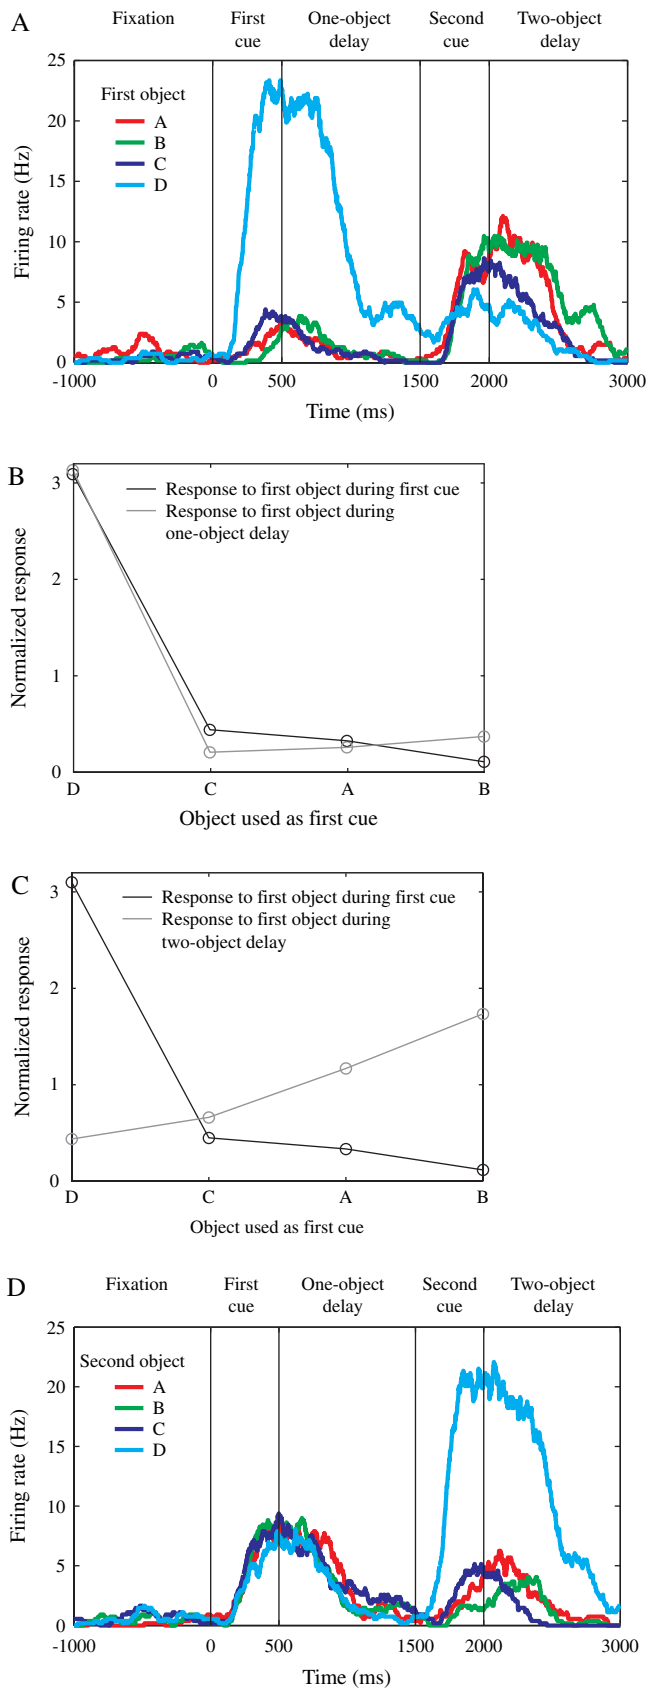 A
Fixation
First
cue
One-object
delay
Second
cue
Two-object
delay
25
20
15
10
5
0
Firing rate (Hz)
First object
A
B
C
D
-1000
0
500
1500
2000
3000
Time (ms)
B
3
2
1
0
Normalized response
Response to first object during first cue
Response to first object during
one-object delay
D
C
A
B
Object used as first cue
C
3
2
1
0
Normalized response
Response to first object during first cue
Response to first object during
two-object delay
D
C
A
B
Object used as first cue
D
Fixation
First
cue
One-object
delay
Second
cue
Two-object
delay
25
20
15
10
5
0
Firing rate (Hz)
Second object
A
B
C
D
-1000
0
500
1500
2000
3000
Time (ms)